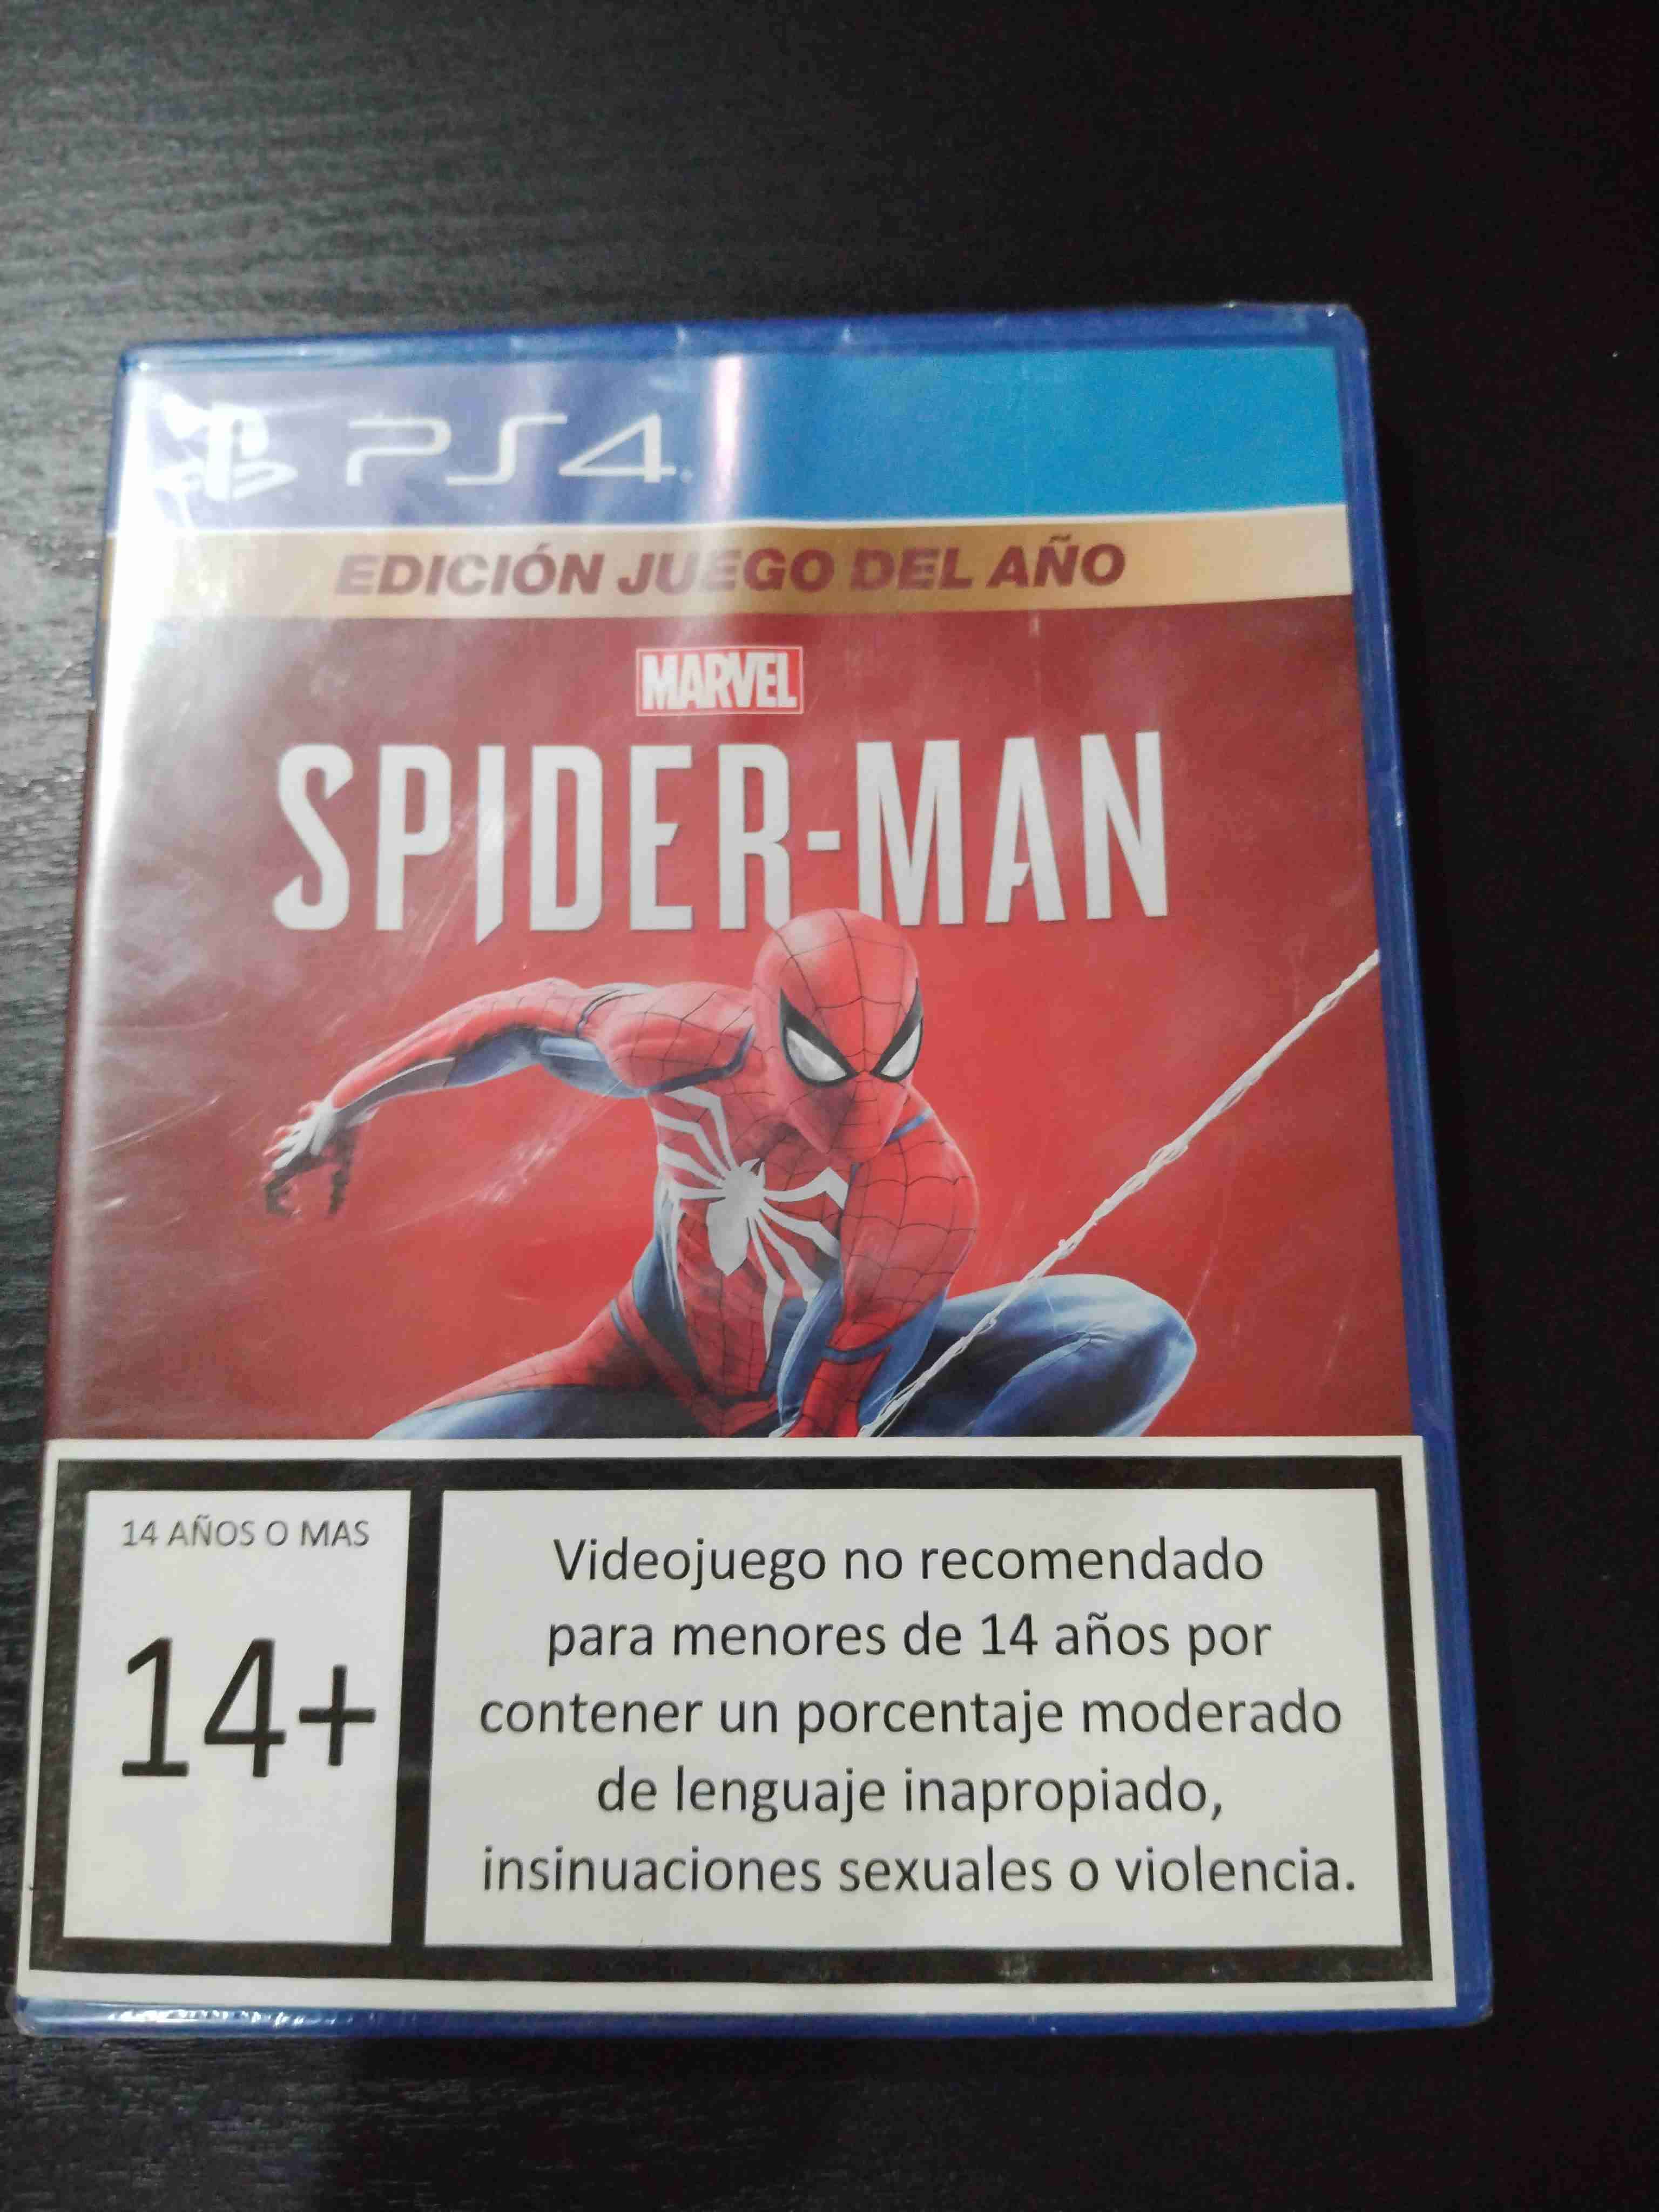 PS4
EDICIÓN JUEGO DEL AÑO
MARVEL
SPIDER-MAN
14 AÑOS O MAS
14+
Videojuego no recomendado
para menores de 14 años por
contener un porcentaje moderado
de lenguaje inapropiado,
insinuaciones sexuales o violencia.